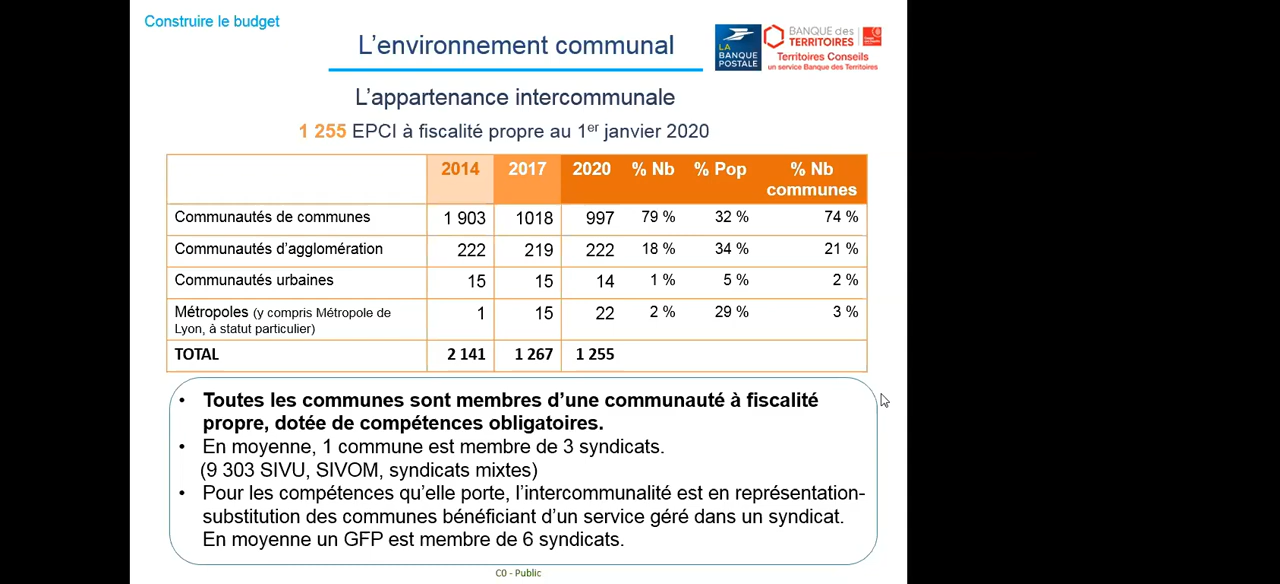 Construire le budget
L'environnement communal
LA
BANQUE
POSTALE
BANQUE des
TERRITOIRES
Territoires Conseils
un service Banque des Territoires
L'appartenance intercommunale
1 255 EPCI à fiscalité propre au 1er janvier 2020
2014 2017 2020 % Nb % Pop % Nb
communes
Communautés de communes 1 903 1018 997 79 % 32 % 74 %
Communautés d'agglomération 222 219 222 18 % 34 % 21 %
Communautés urbaines 15 15 14 1 % 5 % 2 %
Métropoles (y compris Métropole de 1 15 22 2 % 29 % 3 %
Lyon, à statut particulier)
TOTAL 2 141 1 267 1 255
• Toutes les communes sont membres d'une communauté à fiscalité
propre, dotée de compétences obligatoires.
• En moyenne, 1 commune est membre de 3 syndicats.
(9 303 SIVU, SIVOM, syndicats mixtes)
• Pour les compétences qu'elle porte, l'intercommunalité est en représentation-
substitution des communes bénéficiant d'un service géré dans un syndicat.
En moyenne un GFP est membre de 6 syndicats.
C0 - Public